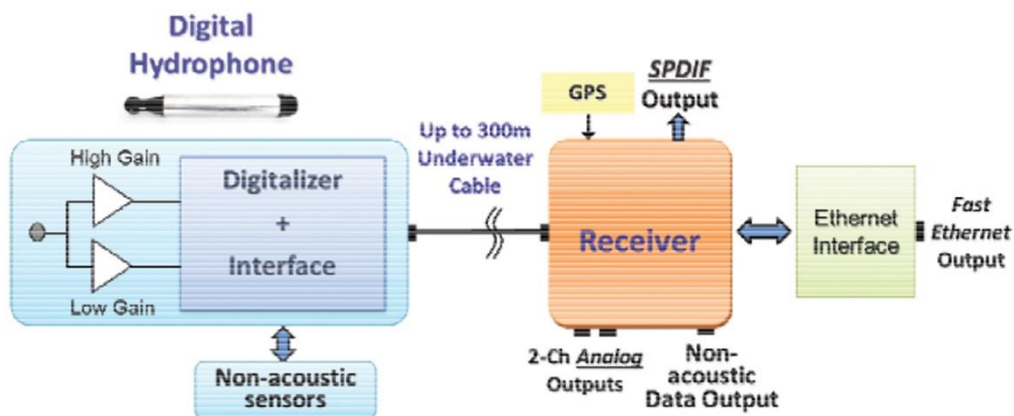 Digital
Hydrophone
High Gain
Low Gain
Digitalizer
+
Interface
Non-acoustic
sensors
Up to 300m
Underwater
Cable
GPS
SPDIF
Output
Receiver
2-Ch Analog
Outputs
Non-
acoustic
Data Output
Ethernet
Interface
Fast
Ethernet
Output